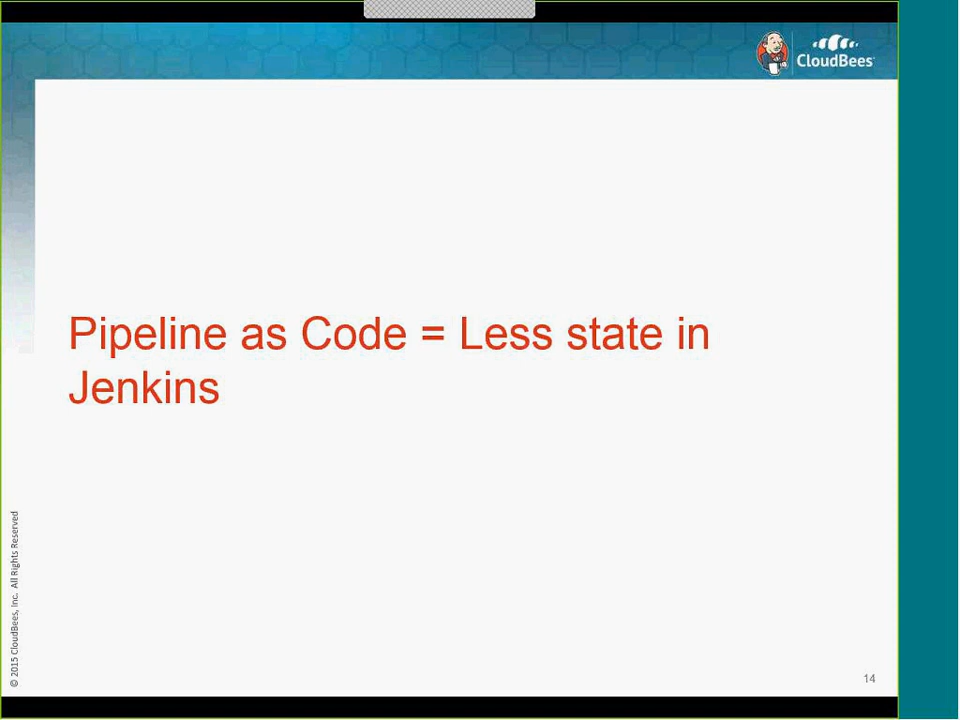 CloudBees
Pipeline as Code = Less state in
Jenkins
© 2015 CloudBees, Inc. All Rights Reserved
14